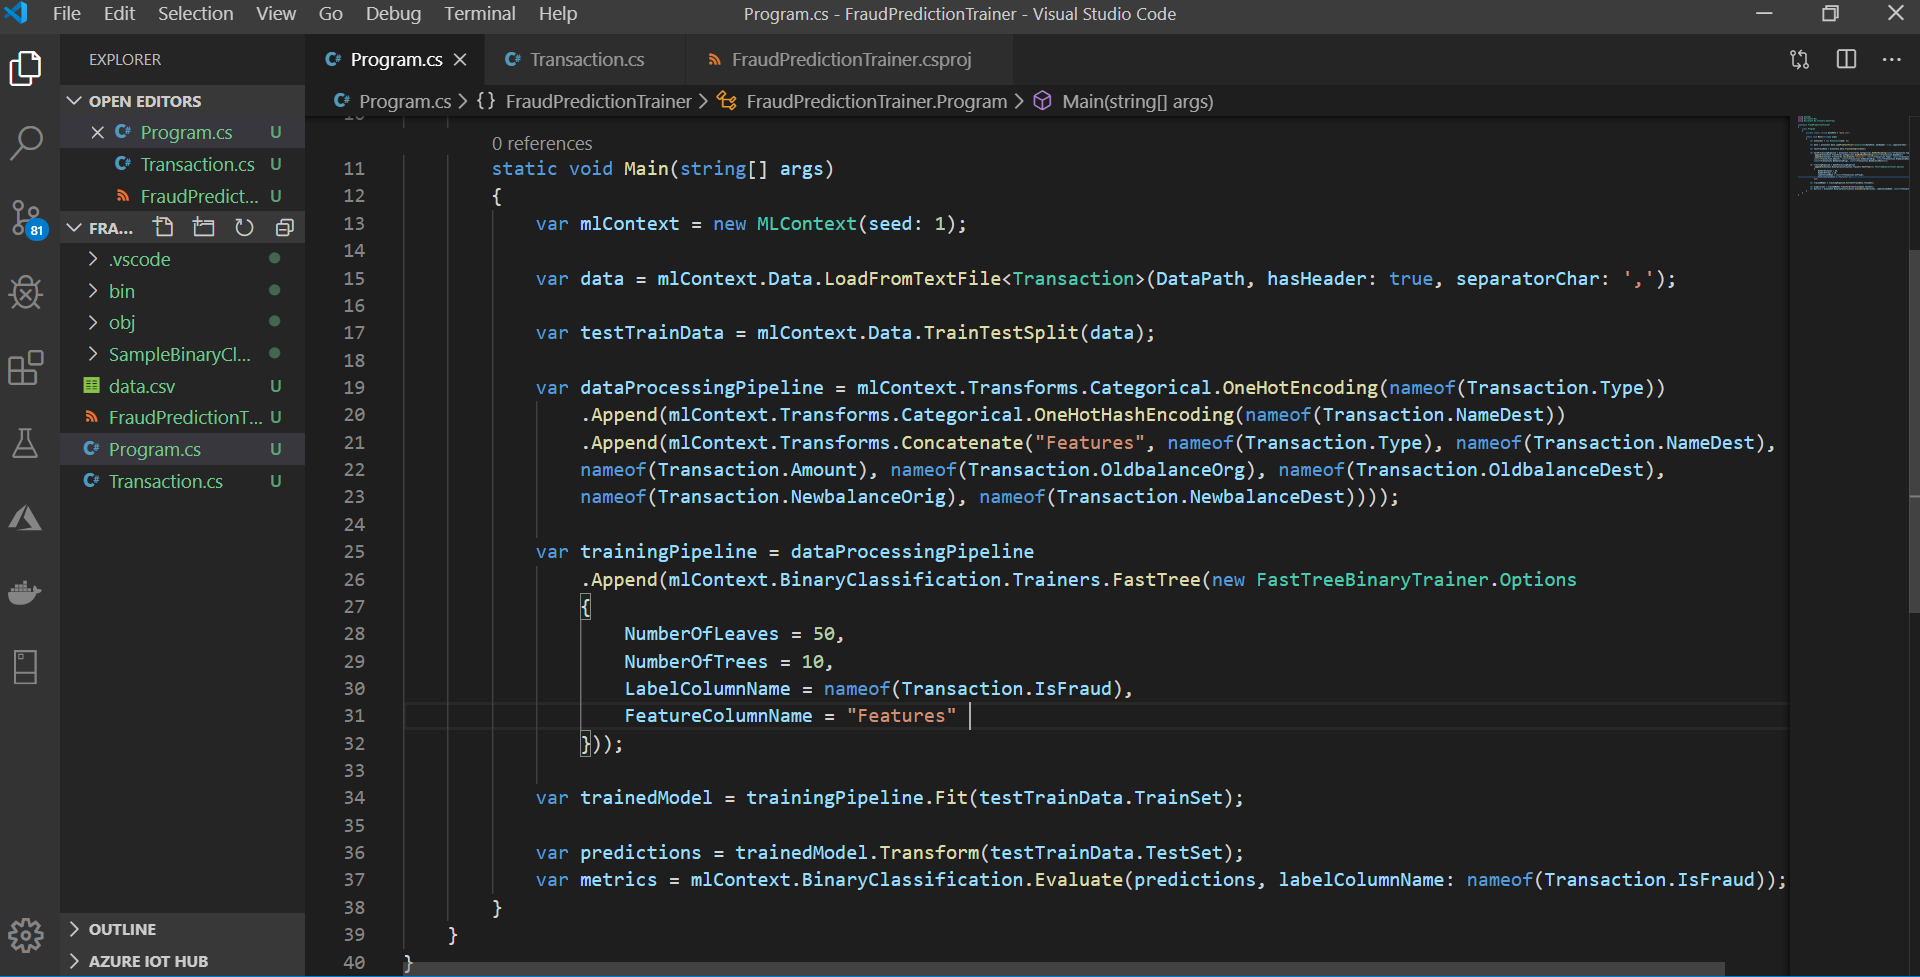 File Edit Selection View Go Debug Terminal Help
Program.cs - FraudPredictionTrainer - Visual Studio Code
EXPLORER
OPEN EDITORS
Program.cs U
Transaction.cs U
FraudPredict... U
FRA...
.vscode
bin
obj
SampleBinaryCl...
data.csv U
FraudPredictionT... U
Program.cs U
Transaction.cs U
OUTLINE
AZURE IOT HUB
81
Program.cs
Transaction.cs
FraudPredictionTrainer.csproj
Program.cs > {} FraudPredictionTrainer > FraudPredictionTrainer.Program > Main(string[] args)
10
0 references
11 static void Main(string[] args)
12 {
13 var mlContext = new MLContext(seed: 1);
14
15 var data = mlContext.Data.LoadFromTextFile<Transaction>(DataPath, hasHeader: true, separatorChar: ',');
16
17 var testTrainData = mlContext.Data.TrainTestSplit(data);
18
19 var dataProcessingPipeline = mlContext.Transforms.Categorical.OneHotEncoding(nameof(Transaction.Type))
20 .Append(mlContext.Transforms.Categorical.OneHotHashEncoding(nameof(Transaction.NameDest))
21 .Append(mlContext.Transforms.Concatenate("Features", nameof(Transaction.Type), nameof(Transaction.NameDest),
22 nameof(Transaction.Amount), nameof(Transaction.OldbalanceOrg), nameof(Transaction.OldbalanceDest),
23 nameof(Transaction.NewbalanceOrig), nameof(Transaction.NewbalanceDest))));
24
25 var trainingPipeline = dataProcessingPipeline
26 .Append(mlContext.BinaryClassification.Trainers.FastTree(new FastTreeBinaryTrainer.Options
27 {
28 NumberOfLeaves = 50,
29 NumberOfTrees = 10,
30 LabelColumnName = nameof(Transaction.IsFraud),
31 FeatureColumnName = "Features"
32 }));
33
34 var trainedModel = trainingPipeline.Fit(testTrainData.TrainSet);
35
36 var predictions = trainedModel.Transform(testTrainData.TestSet);
37 var metrics = mlContext.BinaryClassification.Evaluate(predictions, labelColumnName: nameof(Transaction.IsFraud));
38 }
39 }
40 }